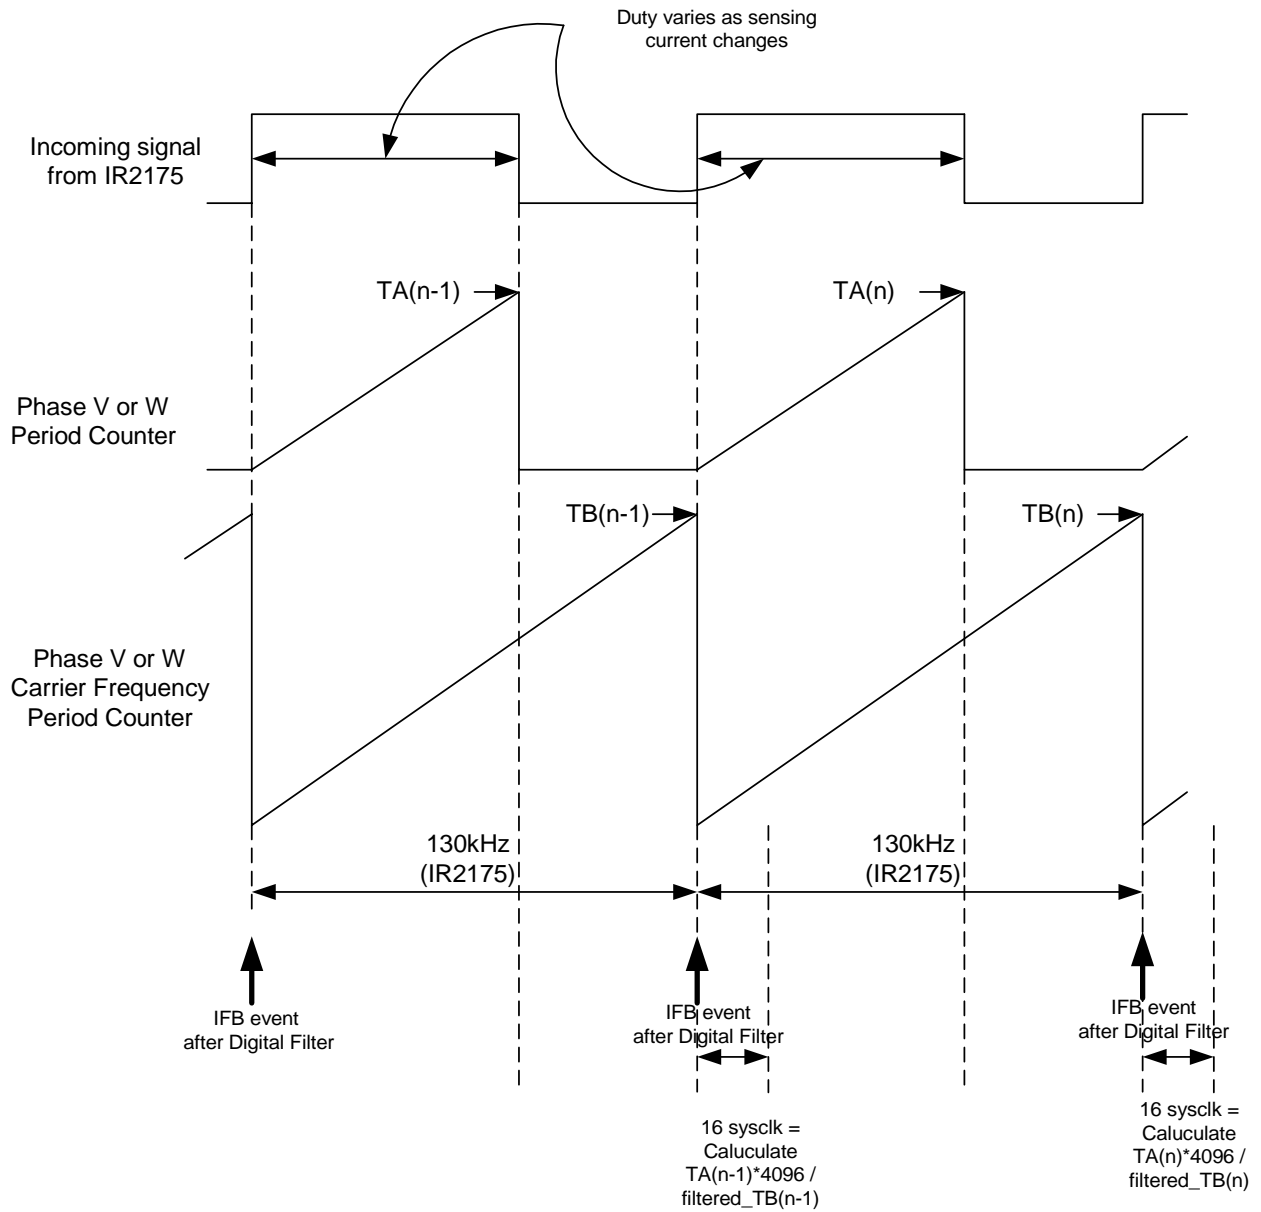 Duty varies as sensing
current changes
Incoming signal
from IR2175
TA(n-1)
TA(n)
Phase V or W
Period Counter
TB(n-1)
TB(n)
Phase V or W
Carrier Frequency
Period Counter
130kHz
(IR2175)
130kHz
(IR2175)
IFB event
after Digital Filter
IFB event
after Digital Filter
IFB event
after Digital Filter
16 sysclk =
Caluculate
TA(n-1)*4096 /
filtered_TB(n-1)
16 sysclk =
Caluculate
TA(n)*4096 /
filtered_TB(n)